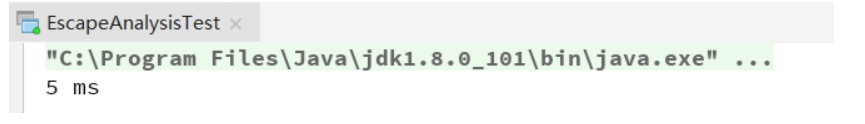 EscapeAnalysisTest ×
"C:\Program Files\Java\jdk1.8.0_101\bin\java.exe" ...
5 ms